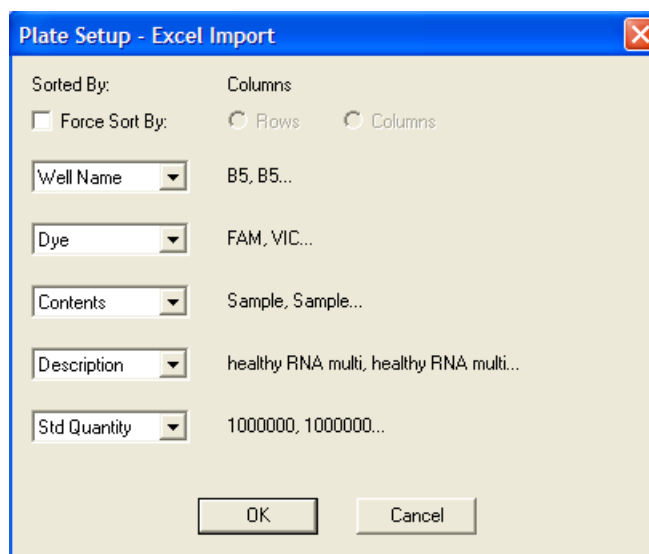 Plate Setup - Excel Import
Sorted By: Columns
Force Sort By: Rows Columns
Well Name B5, B5...
Dye FAM, VIC...
Contents Sample, Sample...
Description healthy RNA multi, healthy RNA multi...
Std Quantity 1000000, 1000000...
OK Cancel